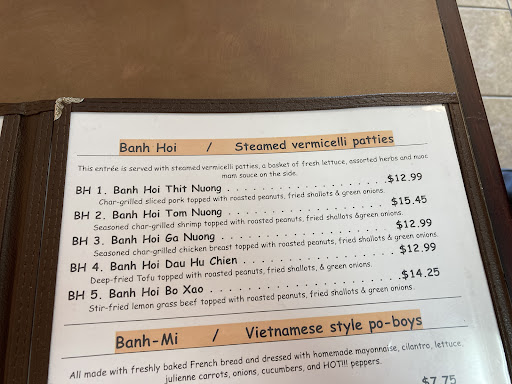 Banh Hoi / Steamed vermicelli patties
This entrée is served with steamed vermicelli patties, a basket of fresh lettuce, assorted herbs and nuoc
mam sauce on the side.
BH 1. Banh Hoi Thit Nuong . . . . . . . . . . . . . . . . . . . . $12.99
Char-grilled sliced pork topped with roasted peanuts, fried shallots & green onions.
BH 2. Banh Hoi Tom Nuong . . . . . . . . . . . . . . . . . . . . $15.45
Seasoned char-grilled shrimp topped with roasted peanuts, fried shallots &green onions.
BH 3. Banh Hoi Ga Nuong . . . . . . . . . . . . . . . . . . . . $12.99
Seasoned char-grilled chicken breast topped with roasted peanuts, fried shallots & green onions.
BH 4. Banh Hoi Dau Hu Chien . . . . . . . . . . . . . . . . . . $12.99
Deep-fried Tofu topped with roasted peanuts, fried shallots, & green onions.
BH 5. Banh Hoi Bo Xao . . . . . . . . . . . . . . . . . . . . . $14.25
Stir-fried lemon grass beef topped with roasted peanuts, fried shallots & green onions.
Banh-Mi / Vietnamese style po-boys
All made with freshly baked French bread and dressed with homemade mayonnaise, cilantro, lettuce,
julienne carrots, onions, cucumbers, and HOT!!! peppers.
$7.75